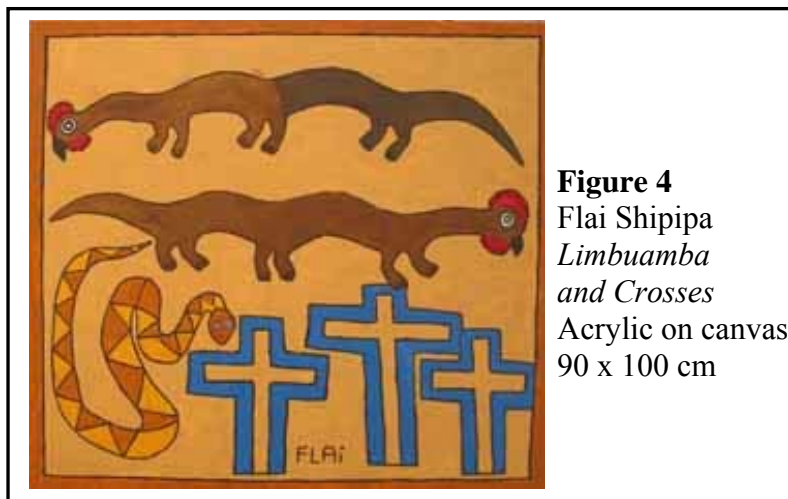 Figure 4
Flai Shipipa
Limbuamba
and Crosses
Acrylic on canvas
90 x 100 cm
FLAi